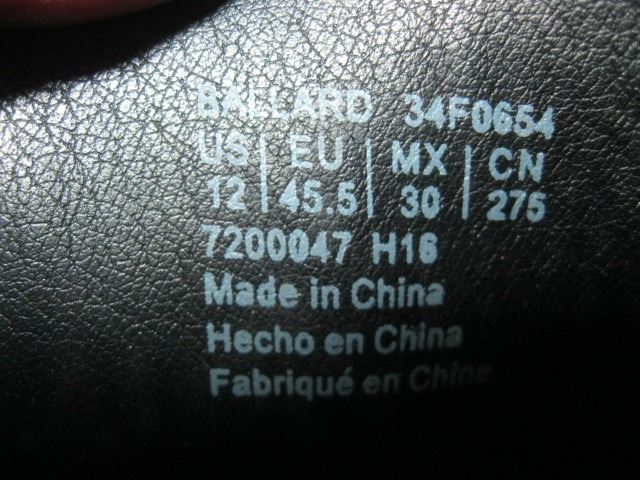 BALLARD 34F0654
US | EU | MX | CN
12 | 45.5 | 30 | 275
7200047 H16
Made in China
Hecho en China
Fabriqué en Chine